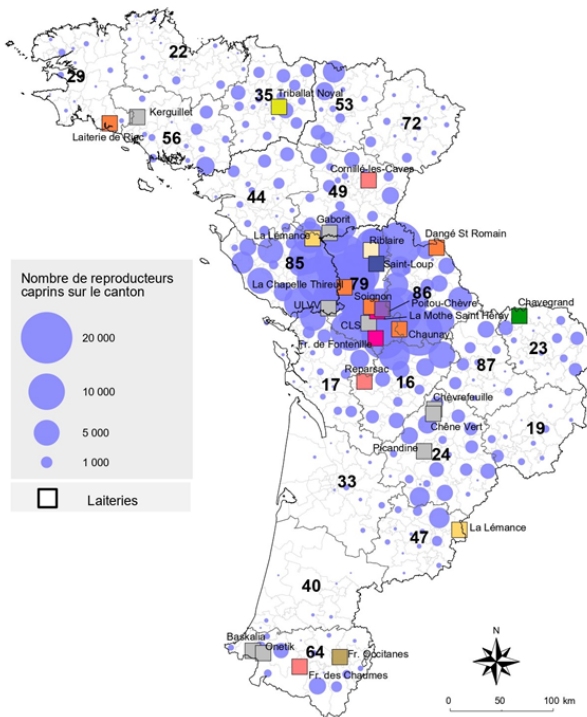 22
29
35
Triballat Noyal
53
Kerguillet
72
Laiterie de Riec
56
Cornillé-les-Caves
44
49
Gaborit
La Lémance
Riblaire
Dangé St Romain
85
Saint-Loup
79
La Chapelle Thireuil
86
Soignon
Poitou-Chèvre
Chavegrand
ULVV
La Mothe Saint Héray
CLS
Chaunay
Fr. de Fontenille
23
87
Reparsac
17
16
Chèvrefeuille
Chêne Vert
19
Picandine
24
33
47
La Lémance
40
Baskalia
Onetik
64
Fr. Occitanes
Fr. des Chaumes
Nombre de reproducteurs
caprins sur le canton
20 000
10 000
5 000
1 000
Laiteries
N
0 50 100 km